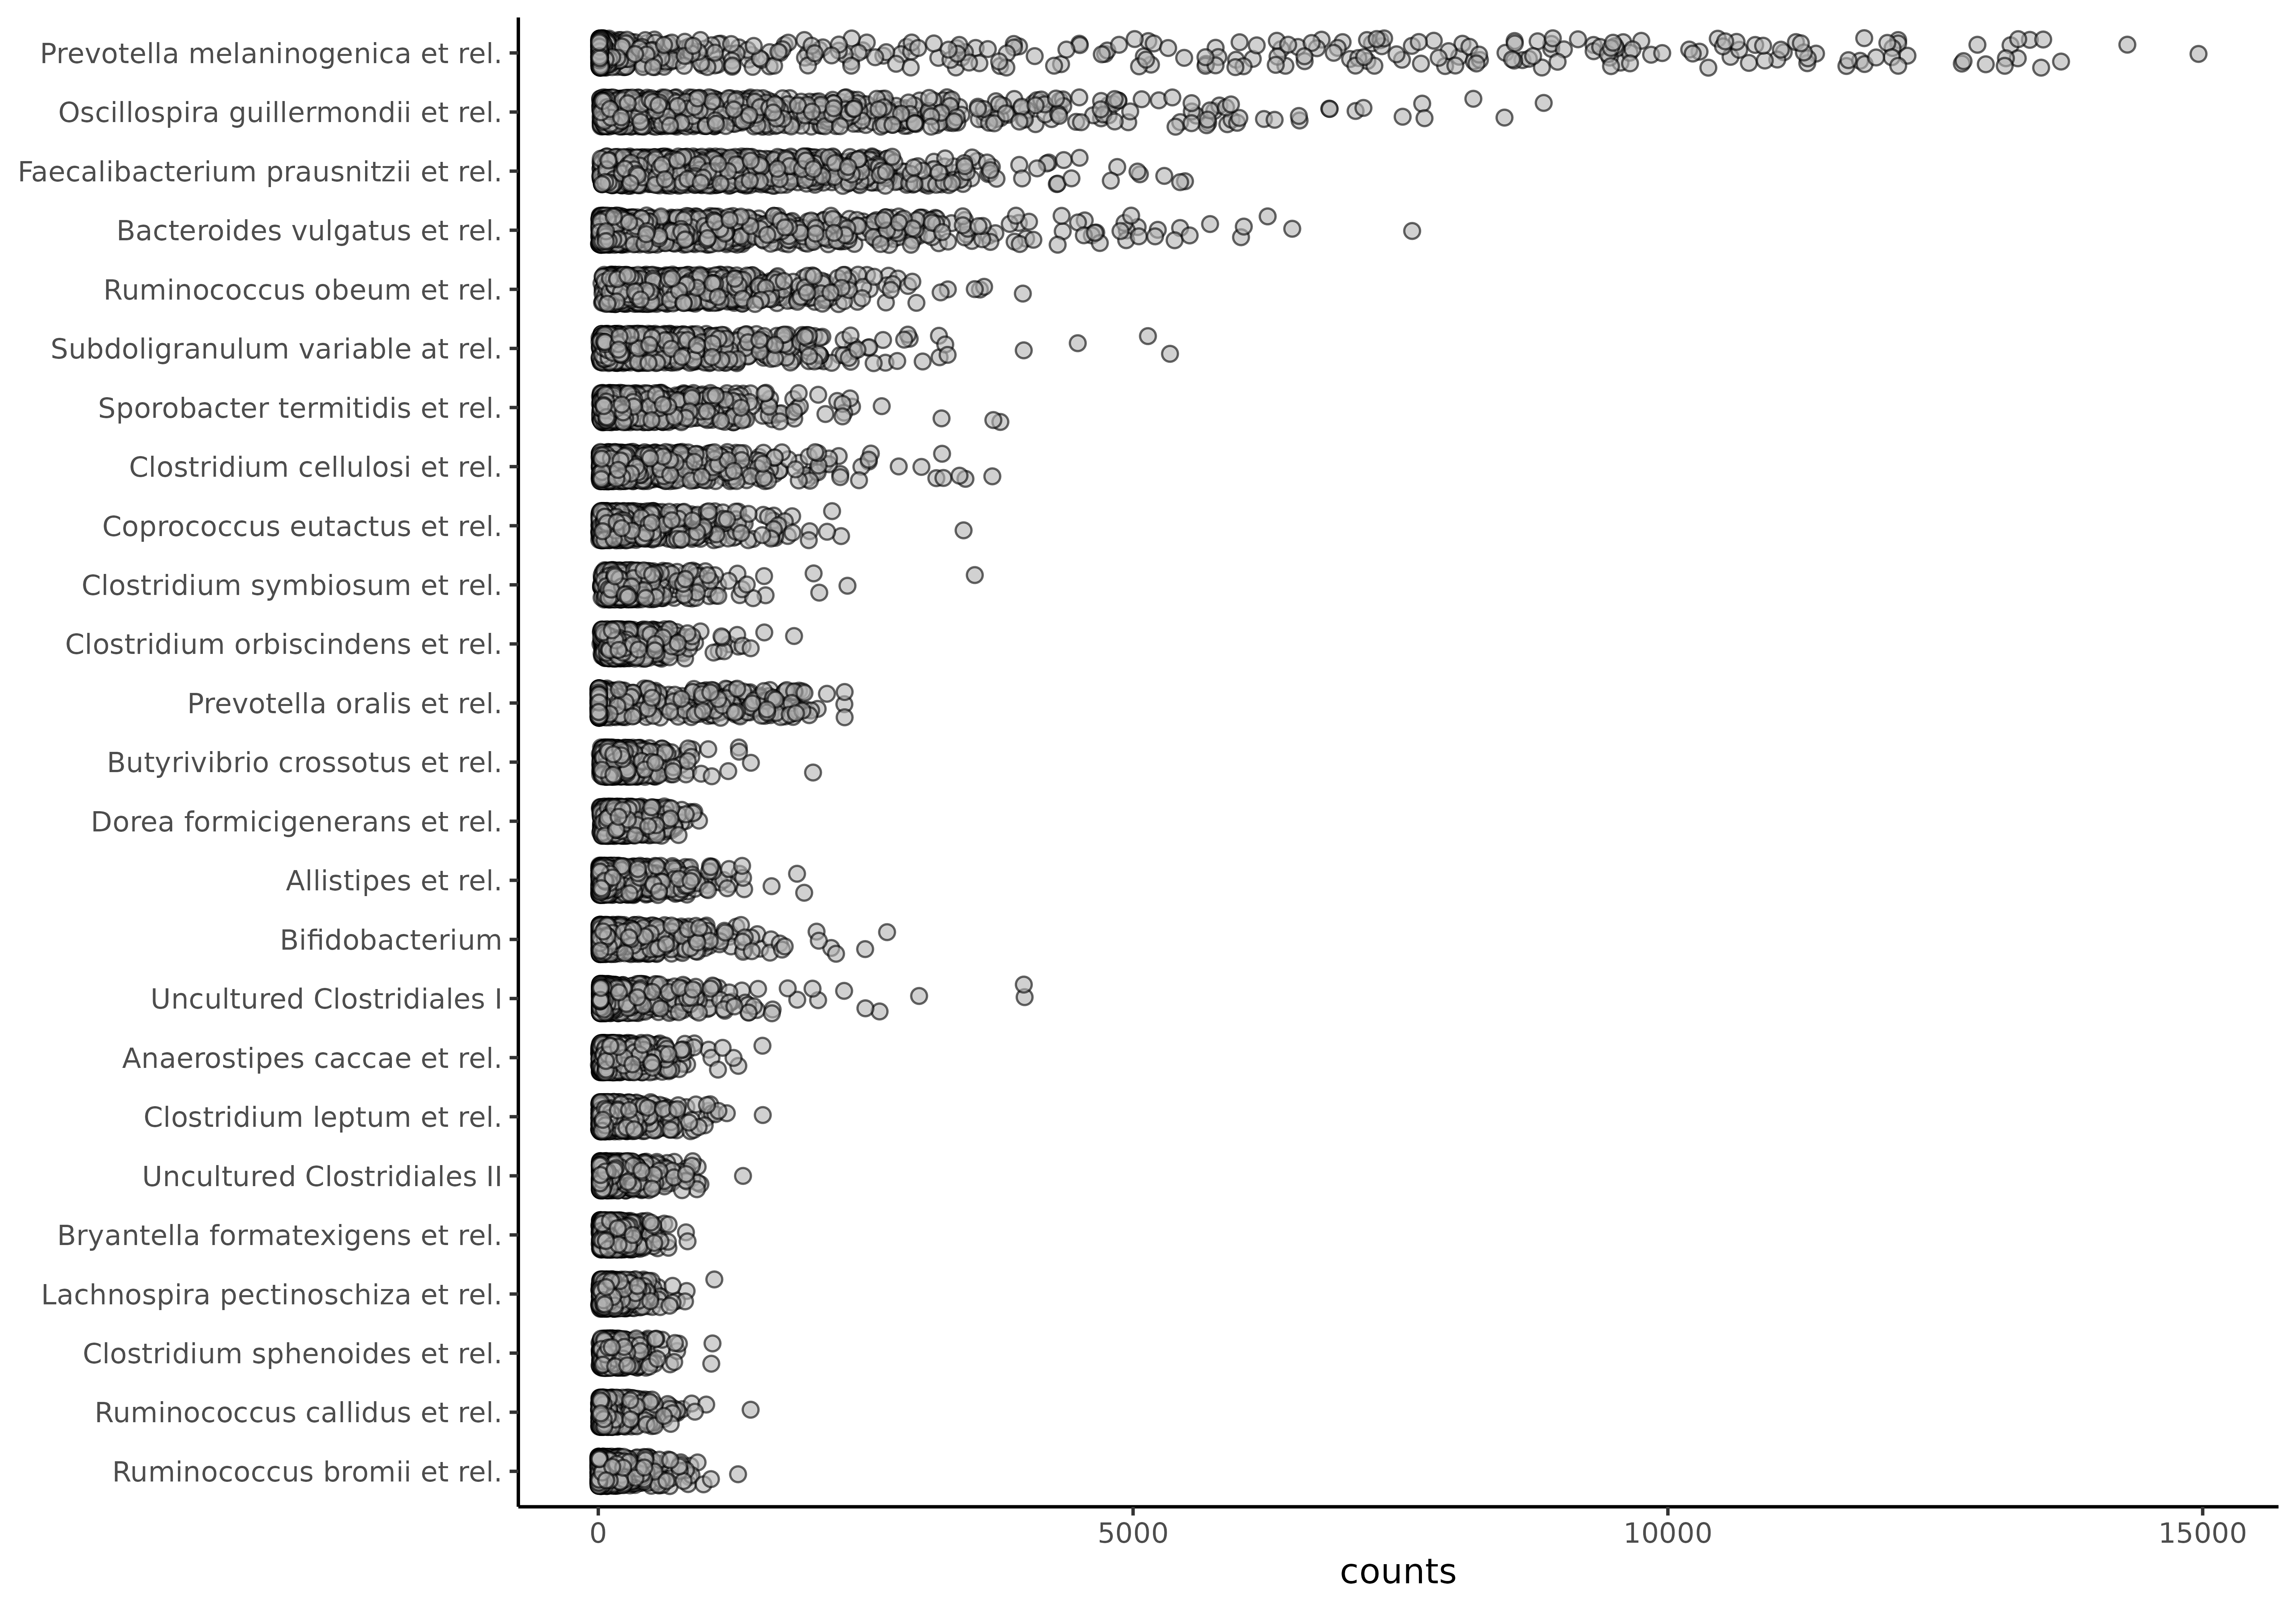 Prevotella melaninogenica et rel.
Oscillospira guillermondii et rel.
Faecalibacterium prausnitzii et rel.
Bacteroides vulgatus et rel.
Ruminococcus obeum et rel.
Subdoligranulum variable at rel.
Sporobacter termitidis et rel.
Clostridium cellulosi et rel.
Coprococcus eutactus et rel.
Clostridium symbiosum et rel.
Clostridium orbiscindens et rel.
Prevotella oralis et rel.
Butyrivibrio crossotus et rel.
Dorea formicigenerans et rel.
Allistipes et rel.
Bifidobacterium
Uncultured Clostridiales I
Anaerostipes caccae et rel.
Clostridium leptum et rel.
Uncultured Clostridiales II
Bryantella formatexigens et rel.
Lachnospira pectinoschiza et rel.
Clostridium sphenoides et rel.
Ruminococcus callidus et rel.
Ruminococcus bromii et rel.
0 5000 10000 15000
counts